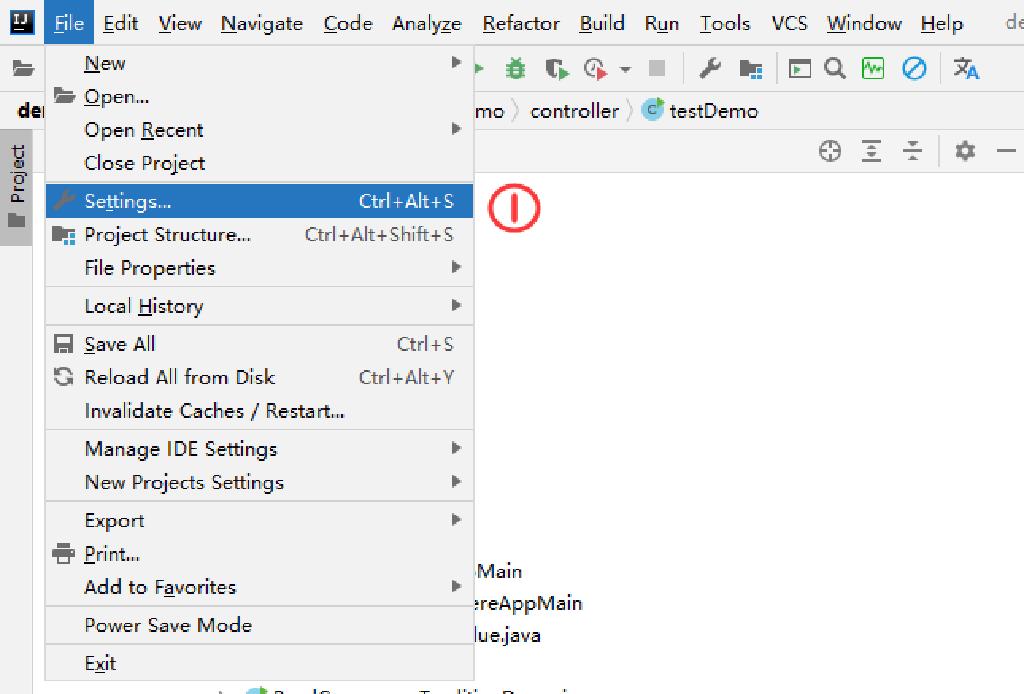 IJ File Edit View Navigate Code Analyze Refactor Build Run Tools VCS Window Help de
mo controller testDemo
Project
New
Open...
Open Recent
Close Project
Settings... Ctrl+Alt+S
Project Structure... Ctrl+Alt+Shift+S
File Properties
Local History
Save All Ctrl+S
Reload All from Disk Ctrl+Alt+Y
Invalidate Caches / Restart...
Manage IDE Settings
New Projects Settings
Export
Print...
Add to Favorites
Power Save Mode
Exit
Main
ereAppMain
lue.java